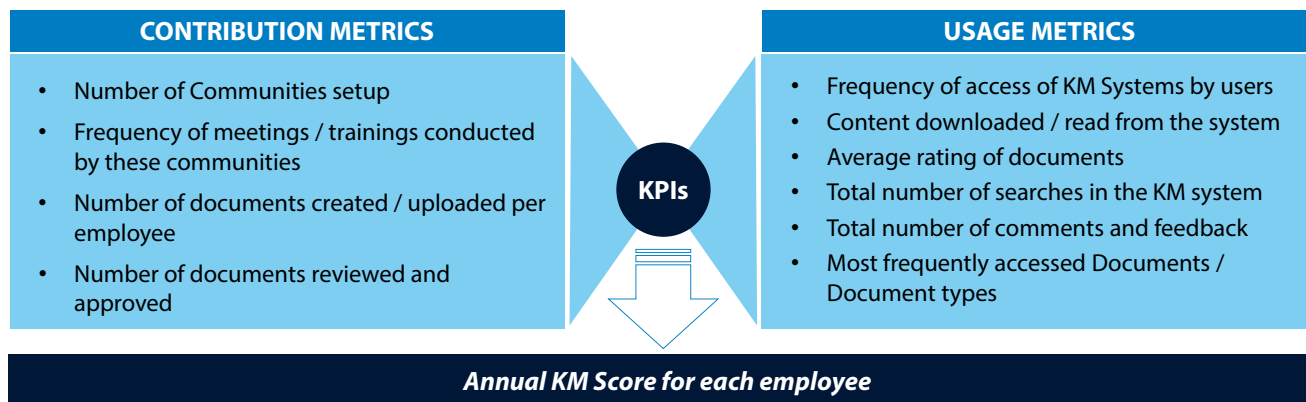 CONTRIBUTION METRICS
• Number of Communities setup
• Frequency of meetings / trainings conducted
by these communities
• Number of documents created / uploaded per
employee
• Number of documents reviewed and
approved
KPIs
USAGE METRICS
• Frequency of access of KM Systems by users
• Content downloaded / read from the system
• Average rating of documents
• Total number of searches in the KM system
• Total number of comments and feedback
• Most frequently accessed Documents /
Document types
Annual KM Score for each employee